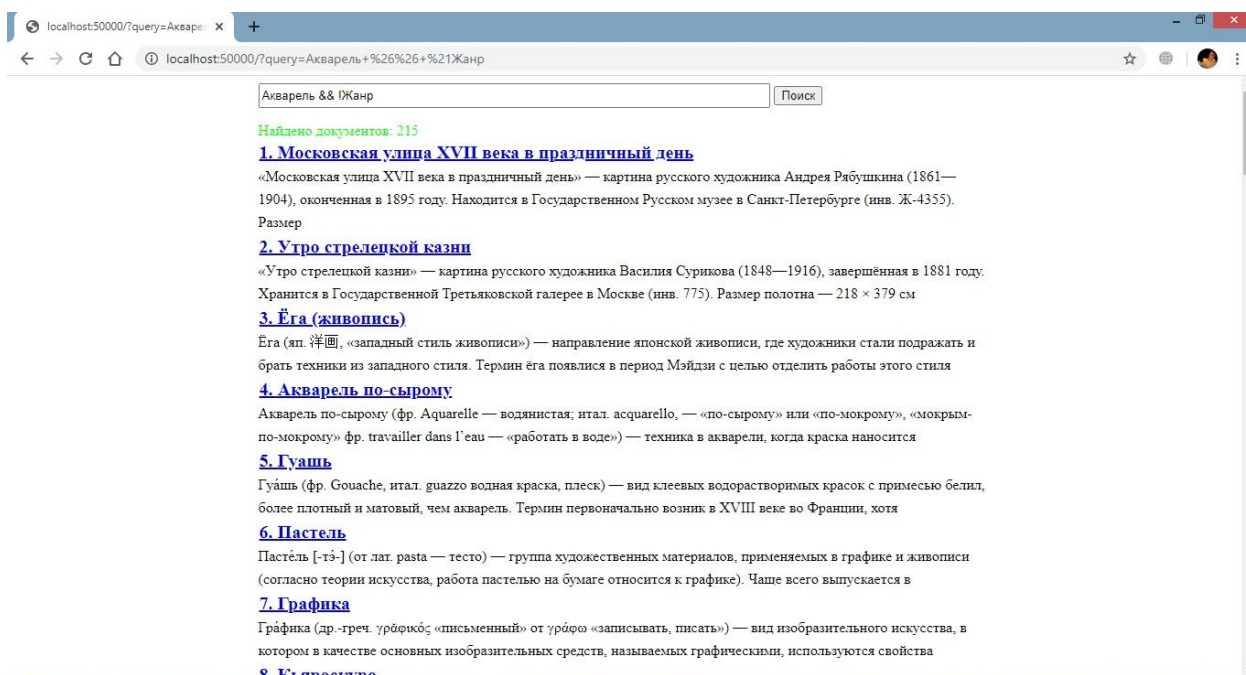 localhost:50000/?query=Акваре
localhost:50000/?query=Акварель+%26%26+%21Жанр
Акварель && !Жанр
Поиск
Найдено документов: 215
1. Московская улица XVII века в праздничный день
«Московская улица XVII века в праздничный день» — картина русского художника Андрея Рябушкина (1861—
1904), оконченная в 1895 году. Находится в Государственном Русском музее в Санкт-Петербурге (инв. Ж-4355).
Размер
2. Утро стрелецкой казни
«Утро стрелецкой казни» — картина русского художника Василия Сурикова (1848—1916), завершённая в 1881 году.
Хранится в Государственной Третьяковской галерее в Москве (инв. 775). Размер полотна — 218 × 379 см
3. Ёга (живопись)
Ёга (яп. 洋画, «западный стиль живописи») — направление японской живописи, где художники стали подражать и
брать техники из западного стиля. Термин ёга появлися в период Мэйдзи с целью отделить работы этого стиля
4. Акварель по-сырому
Акварель по-сырому (фр. Aquarelle — водянистая; итал. acquarello, — «по-сырому» или «по-мокрому», «мокрым-
по-мокрому» фр. travailler dans l’eau — «работать в воде») — техника в акварели, когда краска наносится
5. Гуашь
Гуа́шь (фр. Gouache, итал. guazzo водная краска, плеск) — вид клеевых водорастворимых красок с примесью белил,
более плотный и матовый, чем акварель. Термин первоначально возник в XVIII веке во Франции, хотя
6. Пастель
Пасте́ль [-тэ́-] (от лат. pasta — тесто) — группа художественных материалов, применяемых в графике и живописи
(согласно теории искусства, работа пастелью на бумаге относится к графике). Чаще всего выпускается в
7. Графика
Гра́фика (др.-греч. γρᾰφικός «письменный» от γράφω «записывать, писать») — вид изобразительного искусства, в
котором в качестве основных изобразительных средств, называемых графическими, используются свойства
8. Кьяроскуро